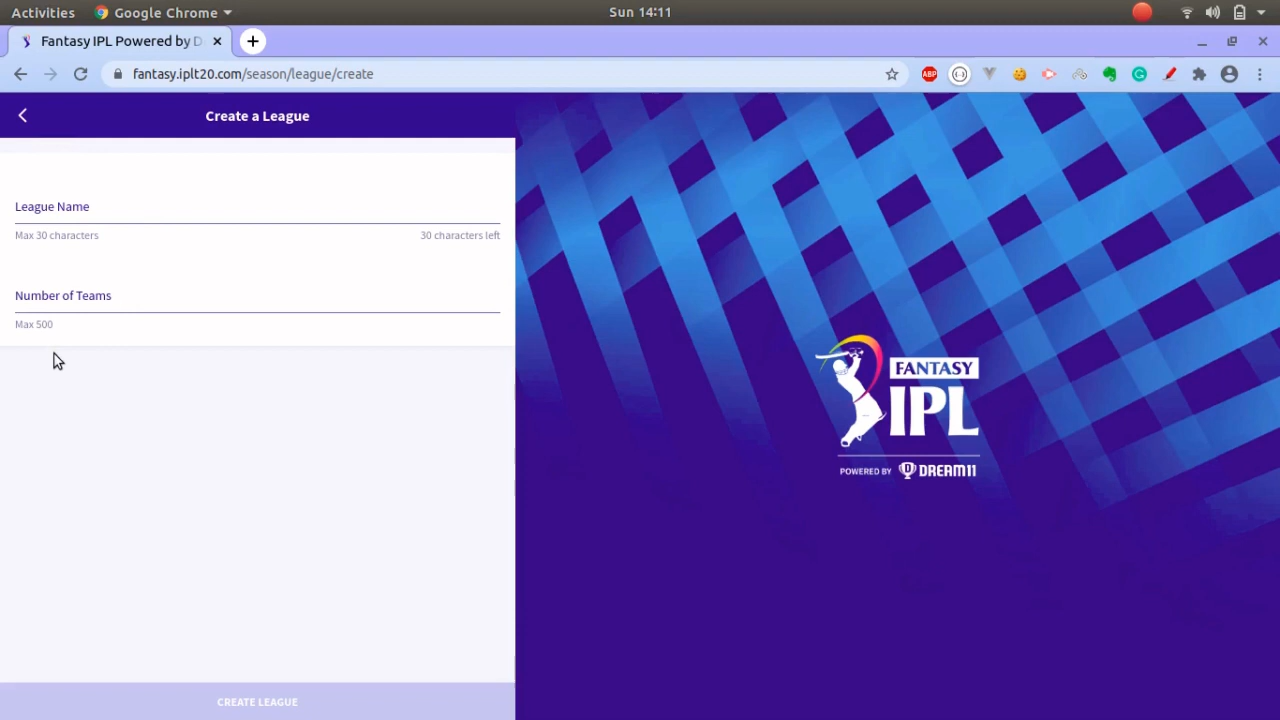 Activities Google Chrome Sun 14:11
Fantasy IPL Powered by D
fantasy.iplt20.com/season/league/create
ABP
Create a League
League Name
Max 30 characters 30 characters left
Number of Teams
Max 500
CREATE LEAGUE
FANTASY
IPL
POWERED BY DREAM11